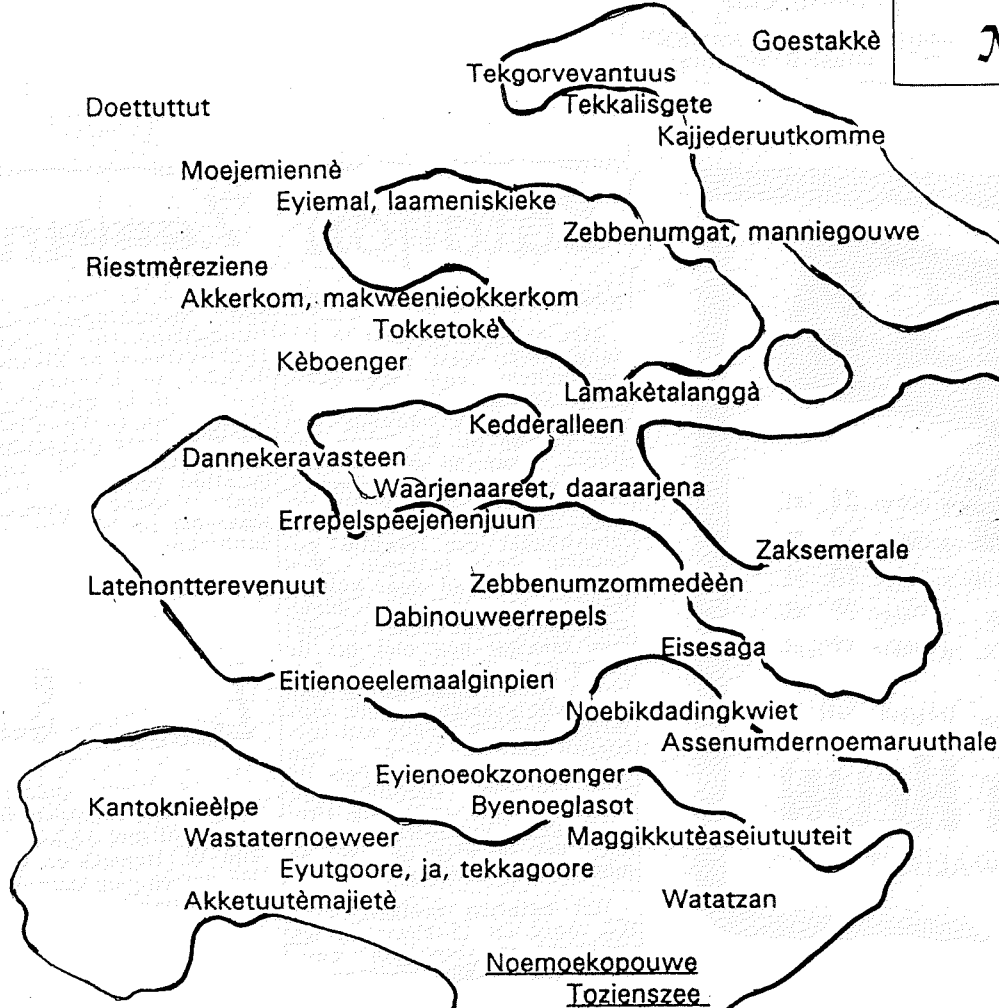 Goestakkè
Tekgorvevantuus
Doettuttut
Tekkalisgete
Kajjederuutkomme
Moejemiennè
Eyiemal, laameniskieke
Zebbenumgat, manniegouwe
Riestmèreziene
Akkerkom, makweenieokkerkom
Tokketokè
Kèboenger
Lamakètalanggà
Kedderalleen
Dannekeravasteen
Waarjenaareet, daaraarjena
Errepelspeejenenjuun
Zaksemerale
Latenontterevenuut
Zebbenumzommedèèn
Dabinouweerrepels
Eisesaga
Eitienoeelemaalginpien
Noebikdadingkwiet
Assenumdernoemaruuthale
Eyienoeokzonoenger
Kantoknieèlpe
Byenoeglasot
Wastaternoeweer
Maggikkutèaseiutuuteit
Eyutgoore, ja, tekkagoore
Akketuutèmajietè
Watatzan
Noemoekopouwe
Tozienszee